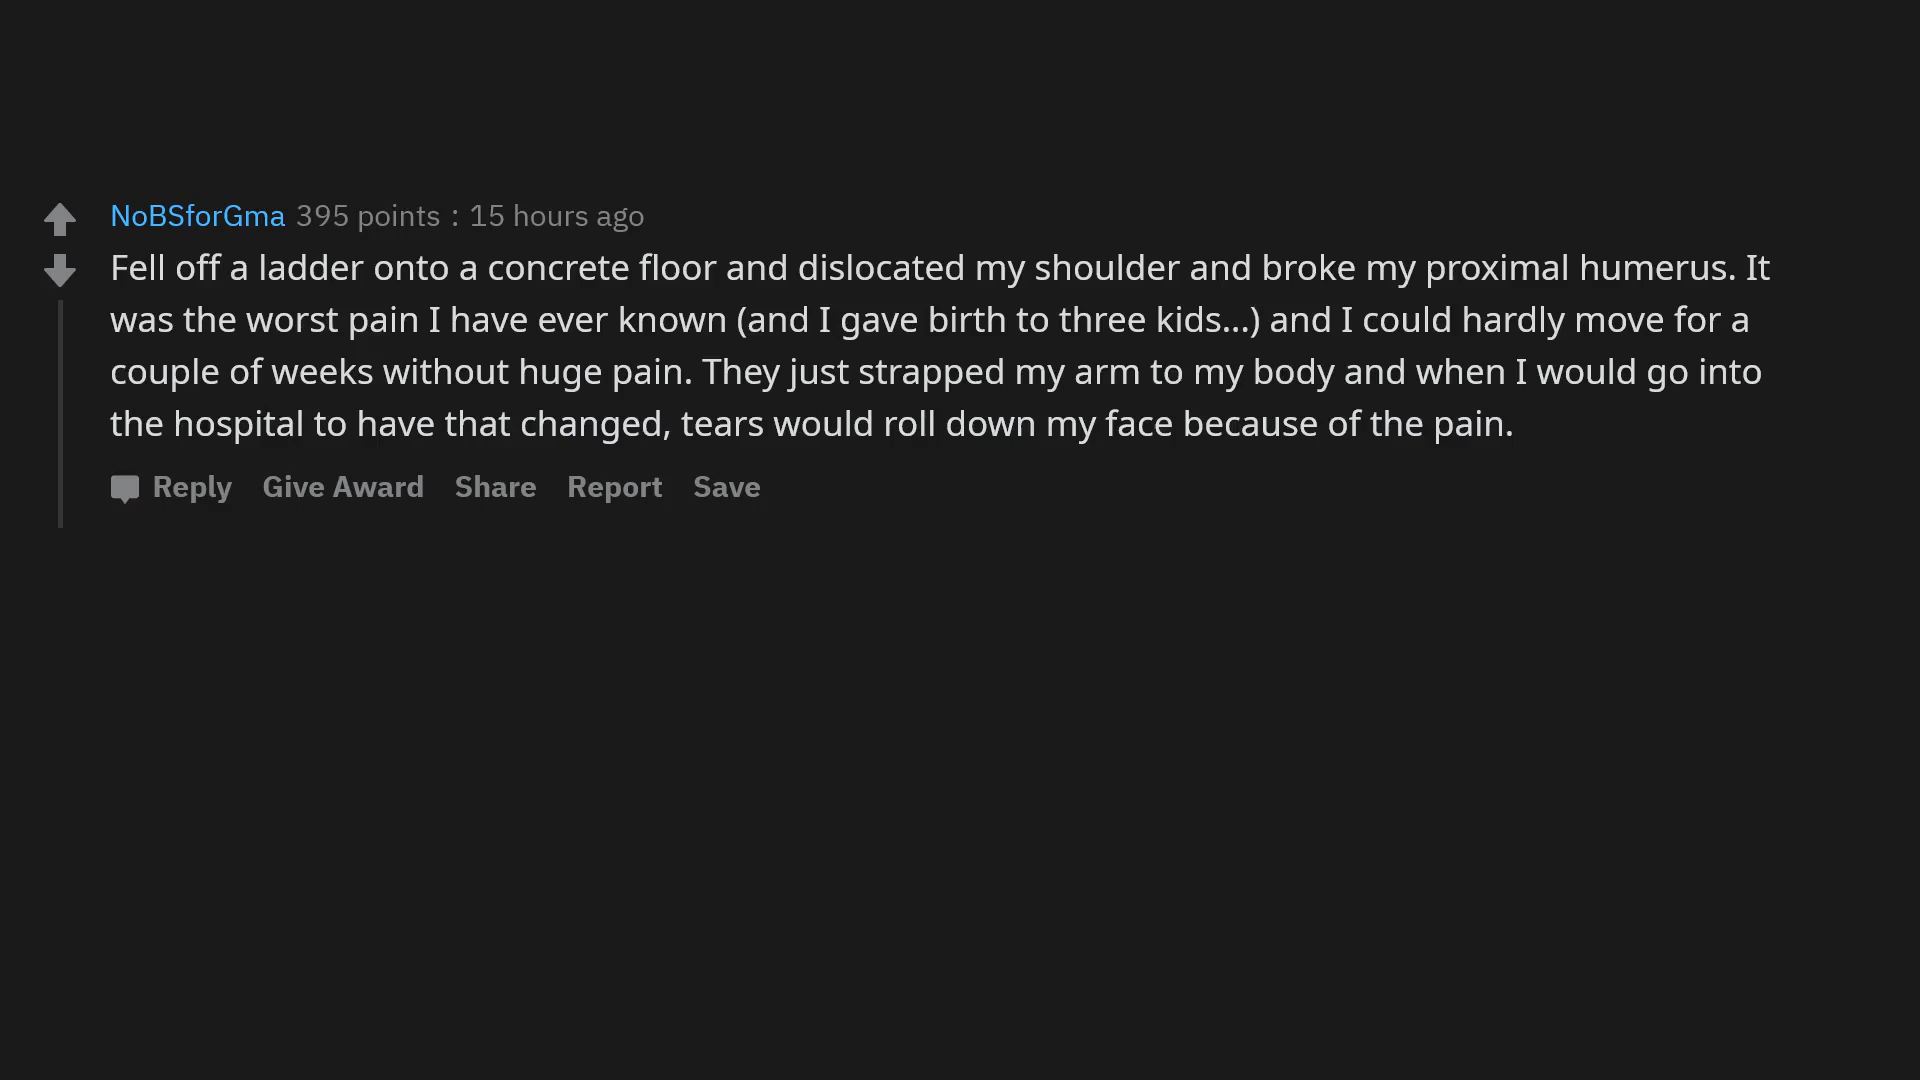 NoBSforGma 395 points : 15 hours ago
Fell off a ladder onto a concrete floor and dislocated my shoulder and broke my proximal humerus. It
was the worst pain I have ever known (and I gave birth to three kids...) and I could hardly move for a
couple of weeks without huge pain. They just strapped my arm to my body and when I would go into
the hospital to have that changed, tears would roll down my face because of the pain.
Reply Give Award Share Report Save